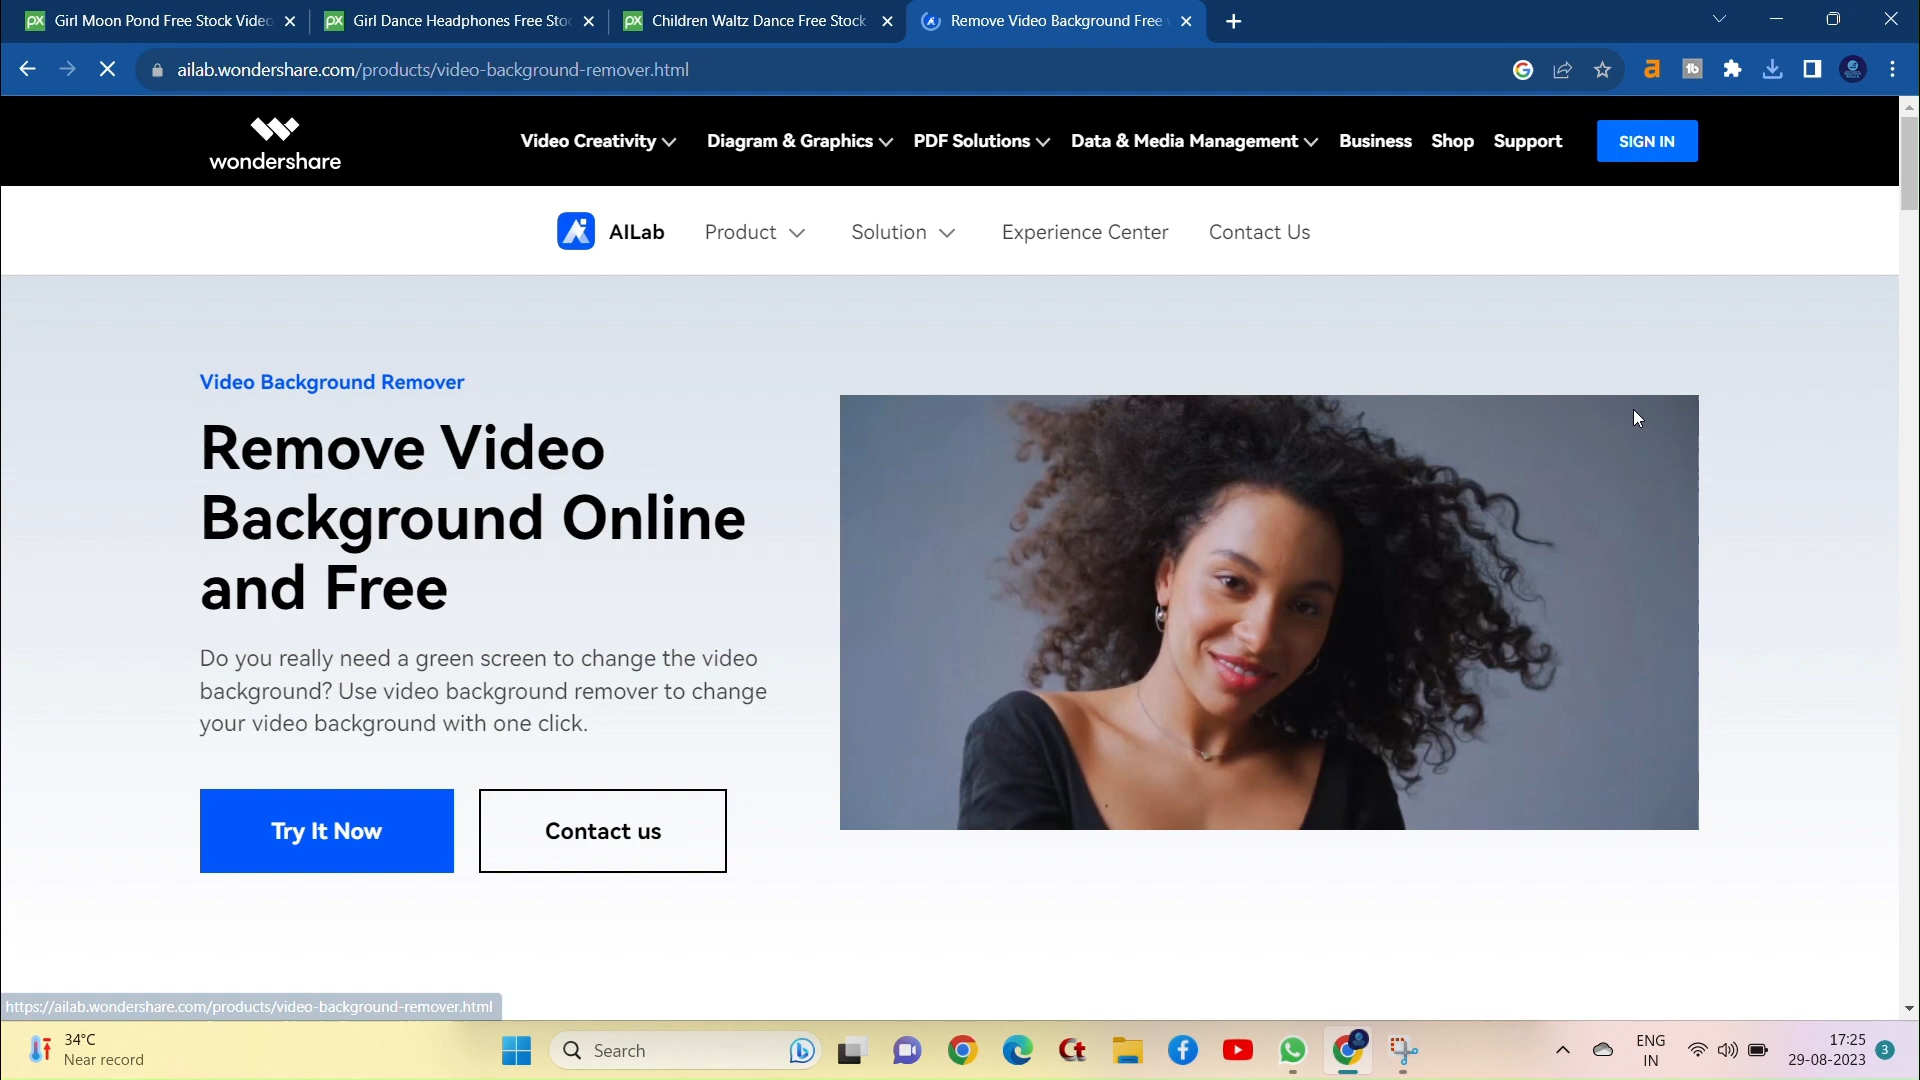 Girl Moon Pond Free Stock Video
Girl Dance Headphones Free Sto
Children Waltz Dance Free Stock
Remove Video Background Free
ailab.wondershare.com/products/video-background-remover.html
wondershare
Video Creativity
Diagram & Graphics
PDF Solutions
Data & Media Management
Business
Shop
Support
SIGN IN
AILab
Product
Solution
Experience Center
Contact Us
Video Background Remover
Remove Video
Background Online
and Free
Do you really need a green screen to change the video
background? Use video background remover to change
your video background with one click.
Try It Now
Contact us
https://ailab.wondershare.com/products/video-background-remover.html
34°C
Near record
Search
ENG
IN
17:25
29-08-2023
3